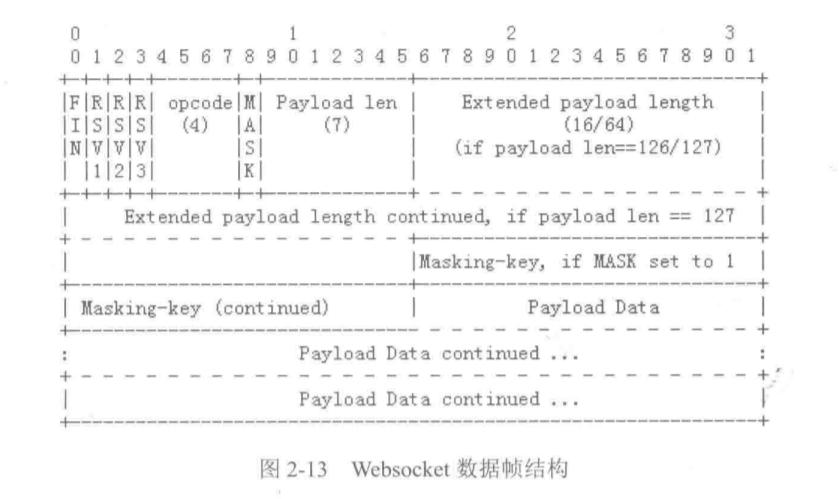 0                   1                   2                   3
0 1 2 3 4 5 6 7 8 9 0 1 2 3 4 5 6 7 8 9 0 1 2 3 4 5 6 7 8 9 0 1
+-+-+-+-+-------+-+-------------+-------------------------------+
|F|R|R|R| opcode|M| Payload len |    Extended payload length    |
|I|S|S|S|  (4)  |A|     (7)     |            (16/64)            |
|N|V|V|V|       |S|             |  (if payload len==126/127)    |
| |1|2|3|       |K|             |                               |
+-+-+-+-+-------+-+-------------+ - - - - - - - - - - - - - - - +
|    Extended payload length continued, if payload len == 127   |
+ - - - - - - - - - - - - - - - +-------------------------------+
|                               |Masking-key, if MASK set to 1  |
+-------------------------------+-------------------------------+
| Masking-key (continued)       |          Payload Data         |
+-------------------------------- - - - - - - - - - - - - - - - +
:                   Payload Data continued ...                  :
+ - - - - - - - - - - - - - - - - - - - - - - - - - - - - - - - +
|                   Payload Data continued ...                  |
+---------------------------------------------------------------+
图 2-13 Websocket 数据帧结构